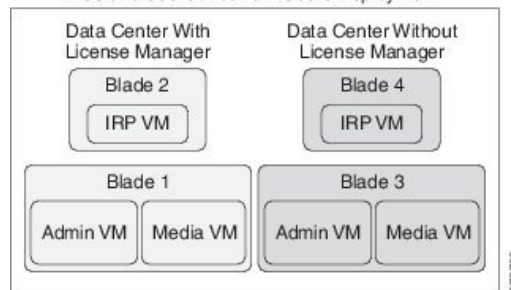 Data Center With
License Manager
Data Center Without
License Manager
Blade 2
IRP VM
Blade 4
IRP VM
Blade 1
Admin VM
Media VM
Blade 3
Admin VM
Media VM